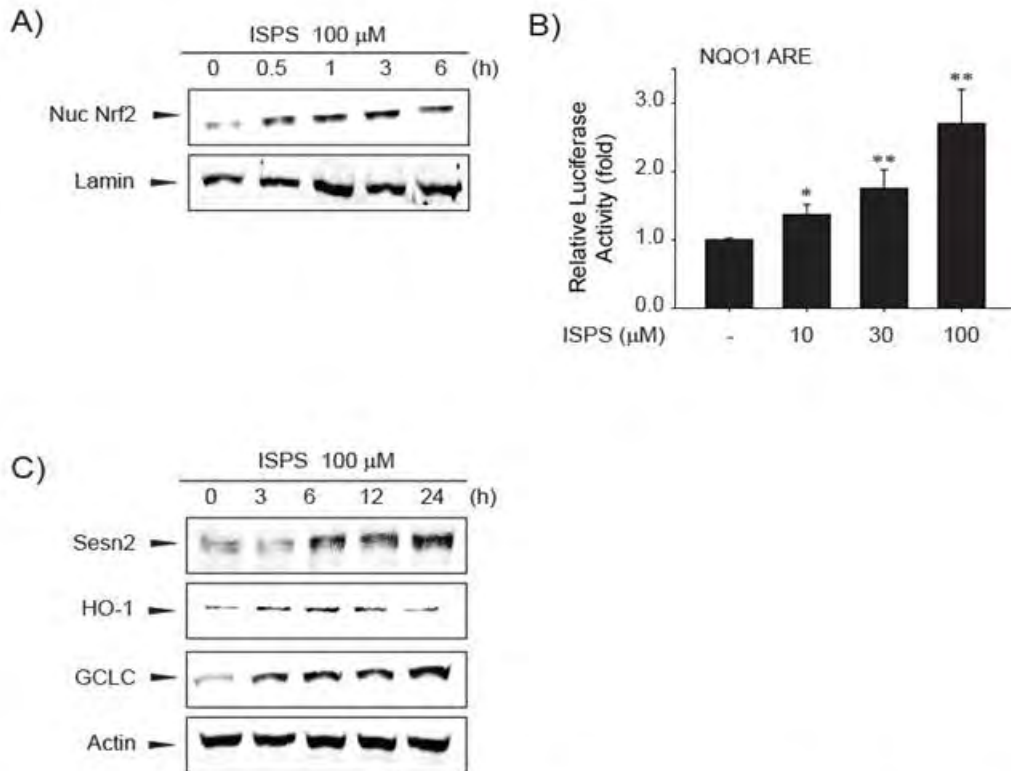 A)
ISPS 100 μM
0 0.5 1 3 6 (h)
Nuc Nrf2
Lamin
B)
NQO1 ARE
Relative Luciferase
Activity (fold)
3.0
2.0
1.0
0.0
*
**
**
ISPS (μM) - 10 30 100
C)
ISPS 100 μM
0 3 6 12 24 (h)
Sesn2
HO-1
GCLC
Actin